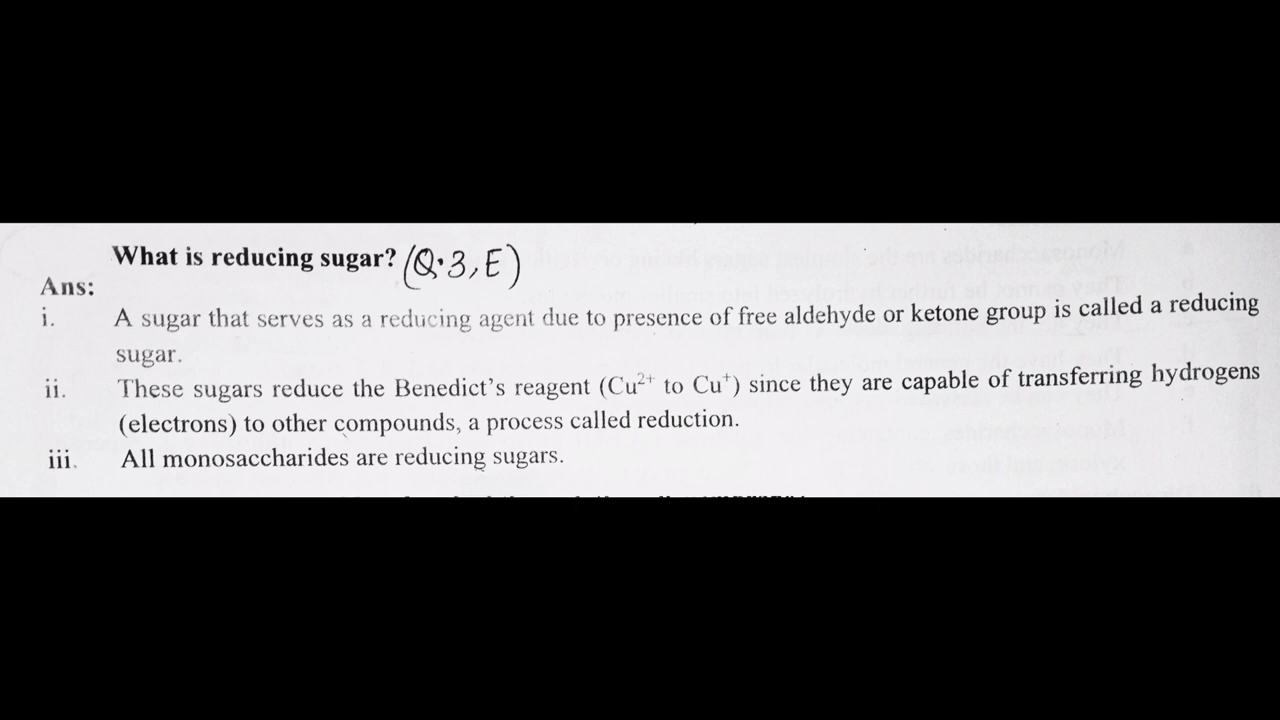 What is reducing sugar? (Q.3,E)
Ans:
i. A sugar that serves as a reducing agent due to presence of free aldehyde or ketone group is called a reducing
sugar.
ii. These sugars reduce the Benedict's reagent (Cu²⁺ to Cu⁺) since they are capable of transferring hydrogens
(electrons) to other compounds, a process called reduction.
iii. All monosaccharides are reducing sugars.